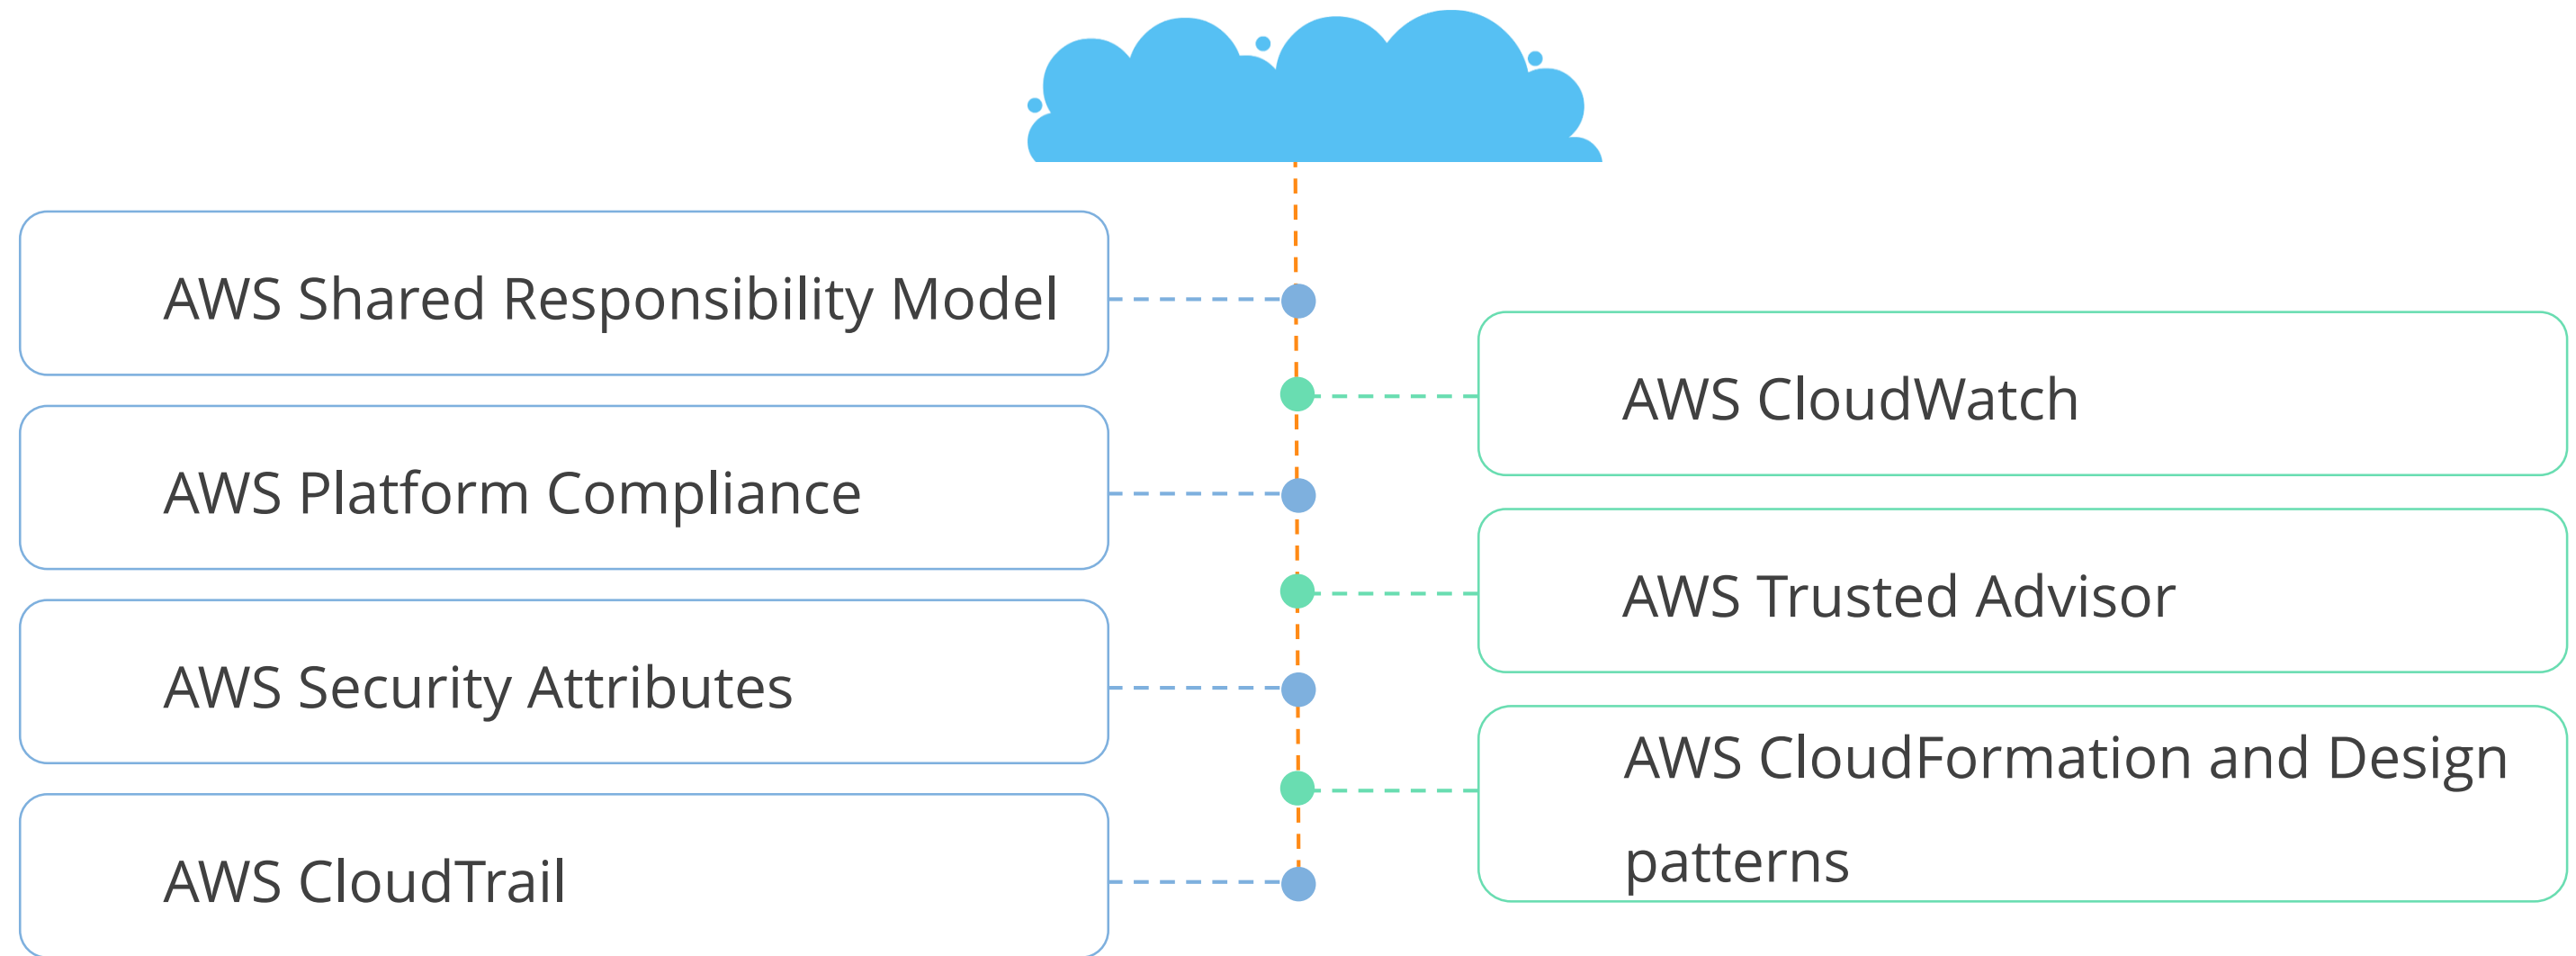 AWS Shared Responsibility Model
AWS Platform Compliance
AWS Security Attributes
AWS CloudTrail
AWS CloudWatch
AWS Trusted Advisor
AWS CloudFormation and Design
patterns